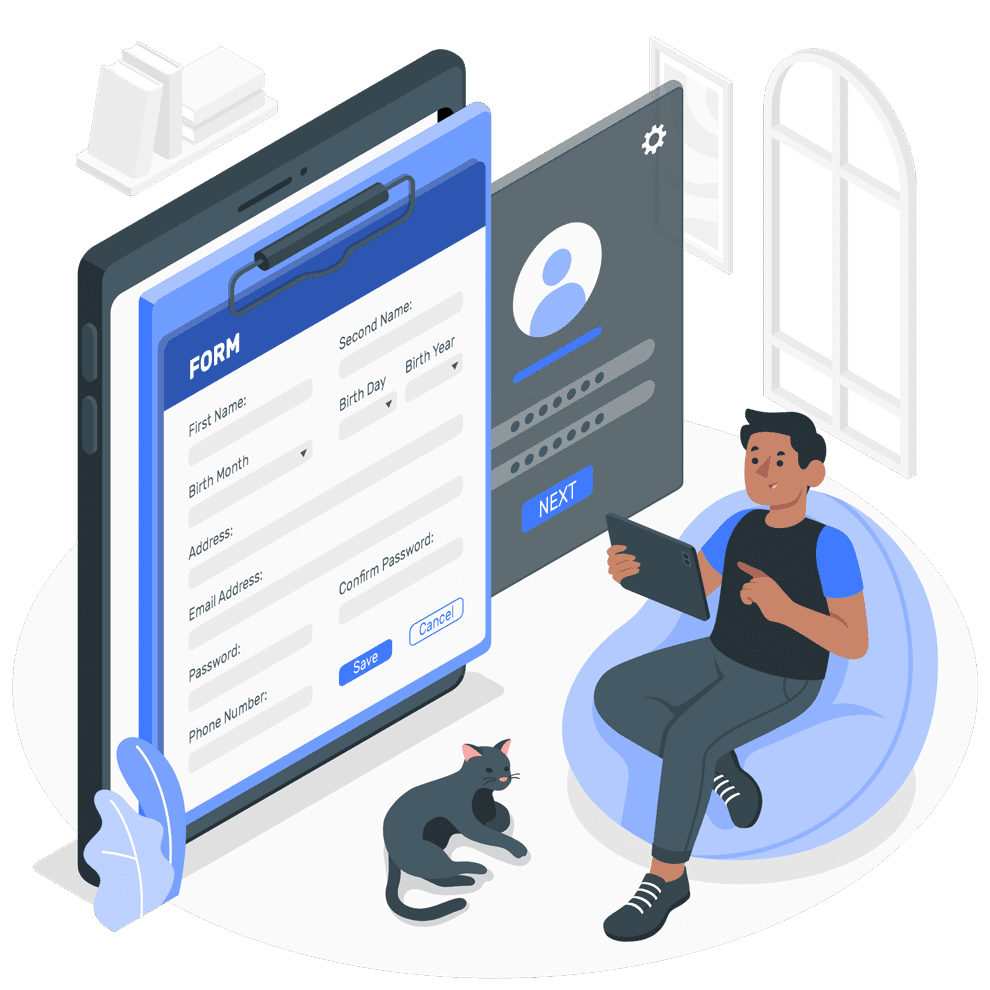 FORM
First Name:
Second Name:
Birth Month
Birth Day
Birth Year
Address:
Email Address:
Password:
Confirm Password:
Phone Number:
Save
Cancel
NEXT